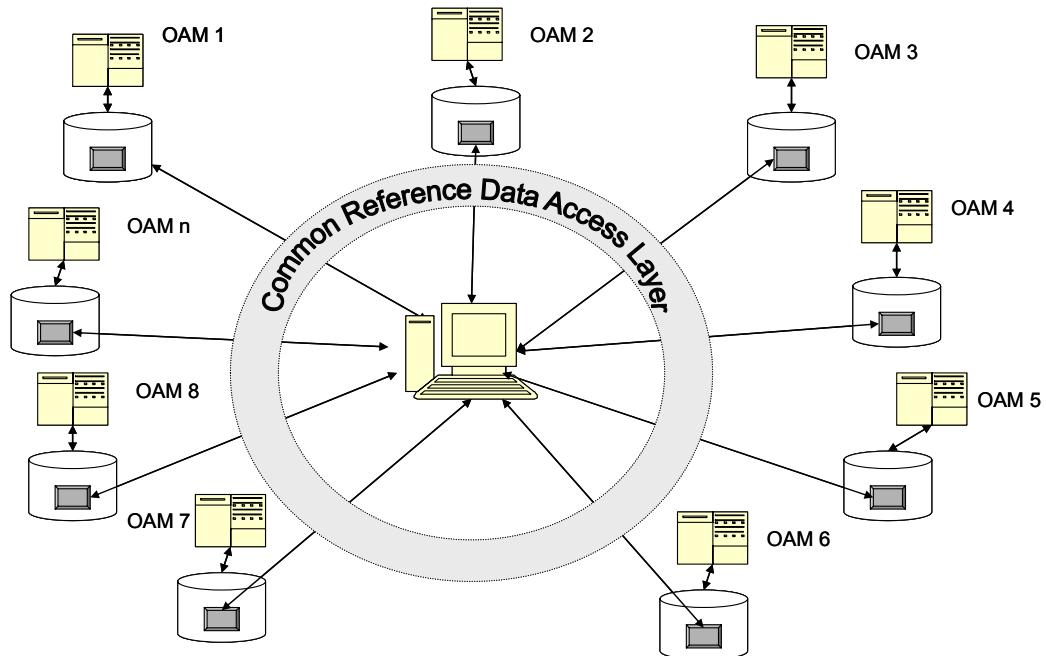 OAM 1
OAM 2
OAM 3
OAM n
Common Reference Data Access Layer
OAM 4
OAM 8
OAM 5
OAM 7
OAM 6